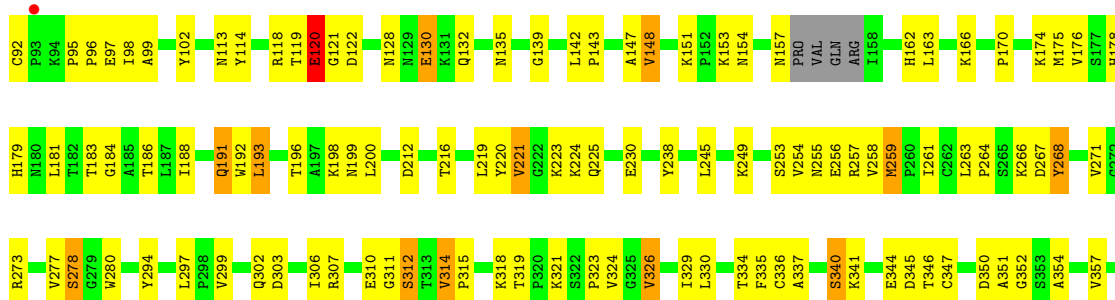 C92 P93 K94 P95 P96 E97 I98 A99 Y102 N113 Y114 R118 T119 E120 G121 D122 N128 N129 E130 K131 Q132 N135 G139 L142 P143 A147 V148 K151 P152 K153 N154 N157 PRO VAL GLN ARG I158 H162 L163 K166 P170 K174 M175 V176 S177 H178
H179 N180 L181 T182 T183 G184 A185 T186 L187 I188 Q191 W192 L193 T196 A197 K198 N199 L200 D212 T216 L219 Y220 V221 G222 K223 K224 Q225 E230 Y238 L245 K249 S253 V254 N255 E256 R257 V258 M259 P260 I261 C262 L263 P264 S265 K266 D267 Y268 V271 G272
R273 V277 S278 G279 W280 Y294 L297 P298 V299 Q302 D303 I306 R307 E310 G311 S312 T313 V314 P315 K318 T319 P320 K321 S322 P323 V324 G325 V326 I329 L330 T334 F335 C336 A337 S340 K341 E344 D345 T346 C347 D350 A351 G352 S353 A354 V357